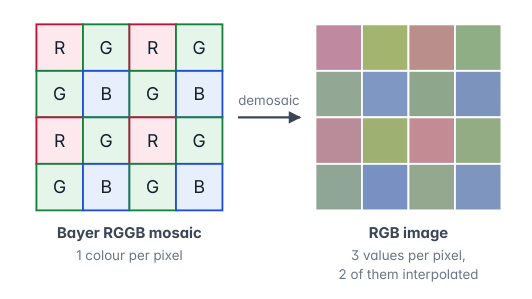 R G R G
G B G B
demosaic
R G R G
G B G B
Bayer RGGB mosaic
1 colour per pixel
RGB image
3 values per pixel,
2 of them interpolated